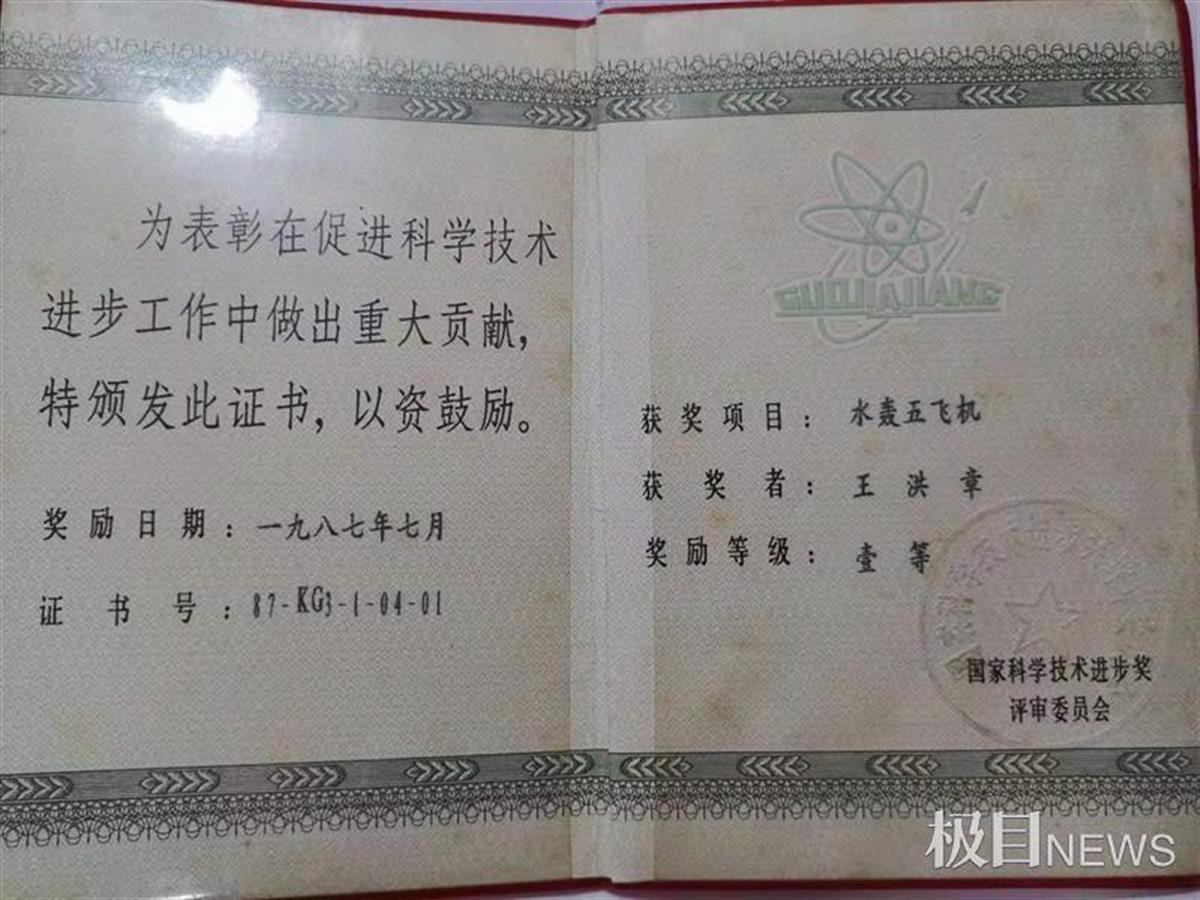 为表彰在促进科学技术
进步工作中做出重大贡献，
特颁发此证书，以资鼓励。
奖励日期：一九八七年七月
证书号：87-KG3-1-04-01
GUOJIAJIANG
获奖项目：水轰五飞机
获奖者：王洪章
奖励等级：壹等
国家科学技术进步奖
评审委员会
极目NEWS